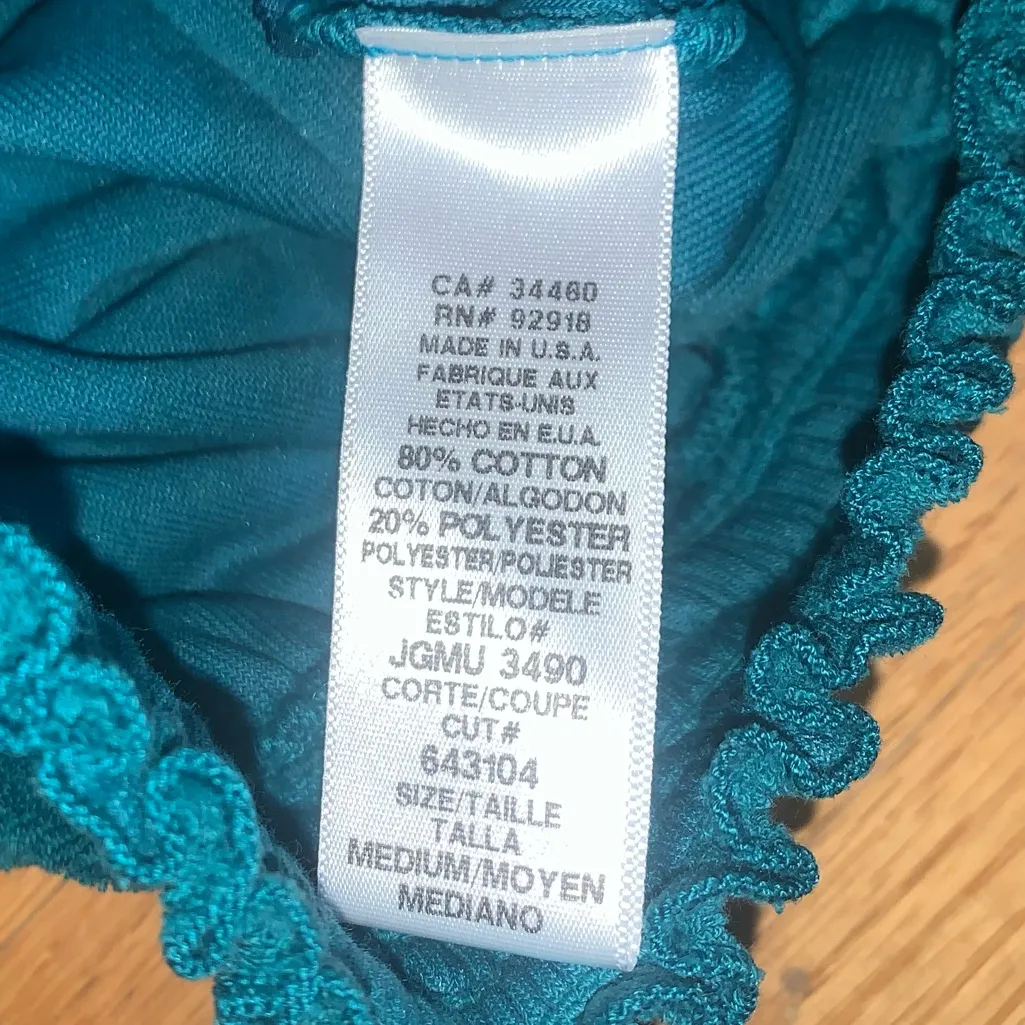 CA# 34460
RN# 92918
MADE IN U.S.A.
FABRIQUE AUX
ETATS-UNIS
HECHO EN E.U.A.
80% COTTON
COTON/ALGODON
20% POLYESTER
POLYESTER/POLIESTER
STYLE/MODELE
ESTILO#
JGMU 3490
CORTE/COUPE
CUT#
643104
SIZE/TAILLE
TALLA
MEDIUM/MOYEN
MEDIANO